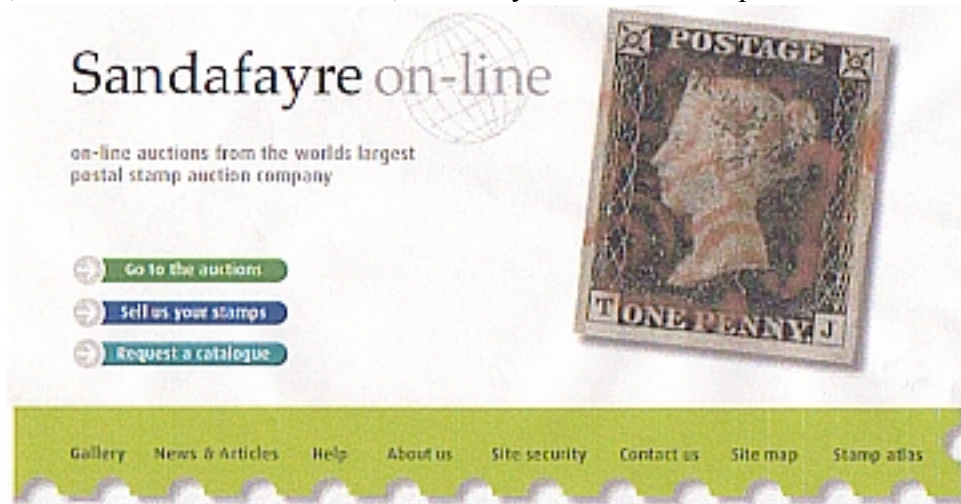 Sandafayre on-line
on-line auctions from the worlds largest
postal stamp auction company
Go to the auctions
Sell us your stamps
Request a catalogue
POSTAGE
T ONE PENNY. J
Gallery News & Articles Help About us Site security Contact us Site map Stamp atlas